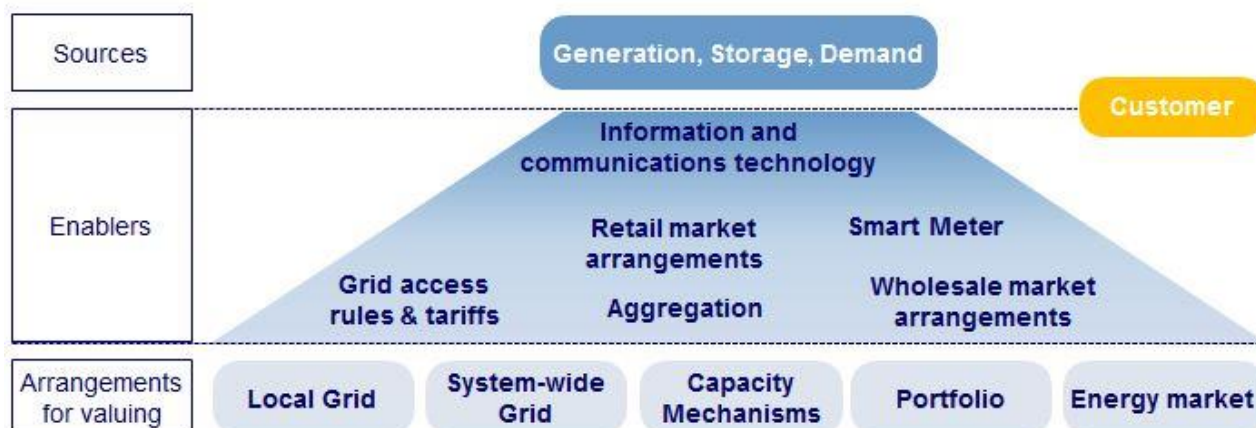 Sources
Generation, Storage, Demand
Customer
Enablers
Information and
communications technology
Retail market
arrangements
Smart Meter
Grid access
rules & tariffs
Aggregation
Wholesale market
arrangements
Arrangements
for valuing
Local Grid
System-wide
Grid
Capacity
Mechanisms
Portfolio
Energy market